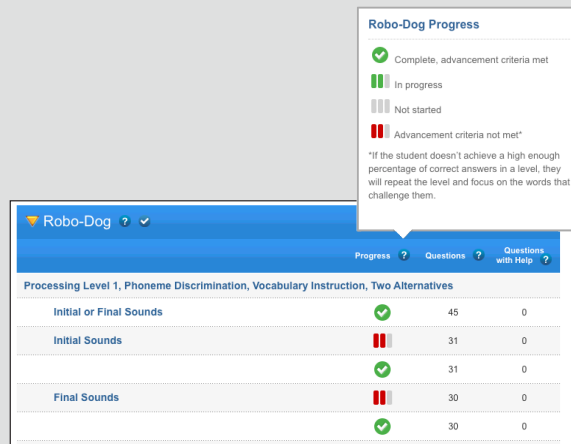 Robo-Dog Progress
Complete, advancement criteria met
In progress
Not started
Advancement criteria not met*
*If the student doesn't achieve a high enough
percentage of correct answers in a level, they
will repeat the level and focus on the words that
challenge them.
Robo-Dog ?
Progress ? Questions ? Questions
with Help ?
Processing Level 1, Phoneme Discrimination, Vocabulary Instruction, Two Alternatives
Initial or Final Sounds 45 0
Initial Sounds 31 0
31 0
Final Sounds 30 0
30 0